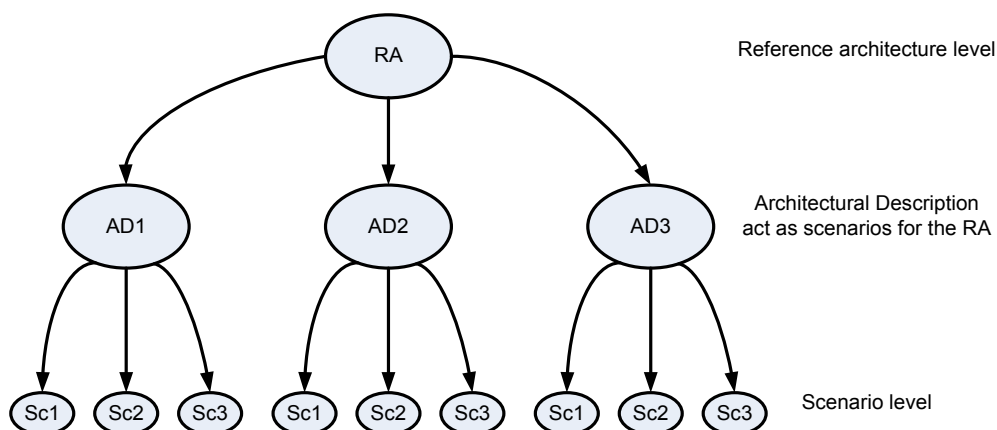 RA
Reference architecture level
AD1
AD2
AD3
Architectural Description
act as scenarios for the RA
Sc1
Sc2
Sc3
Sc1
Sc2
Sc3
Sc1
Sc2
Sc3
Scenario level